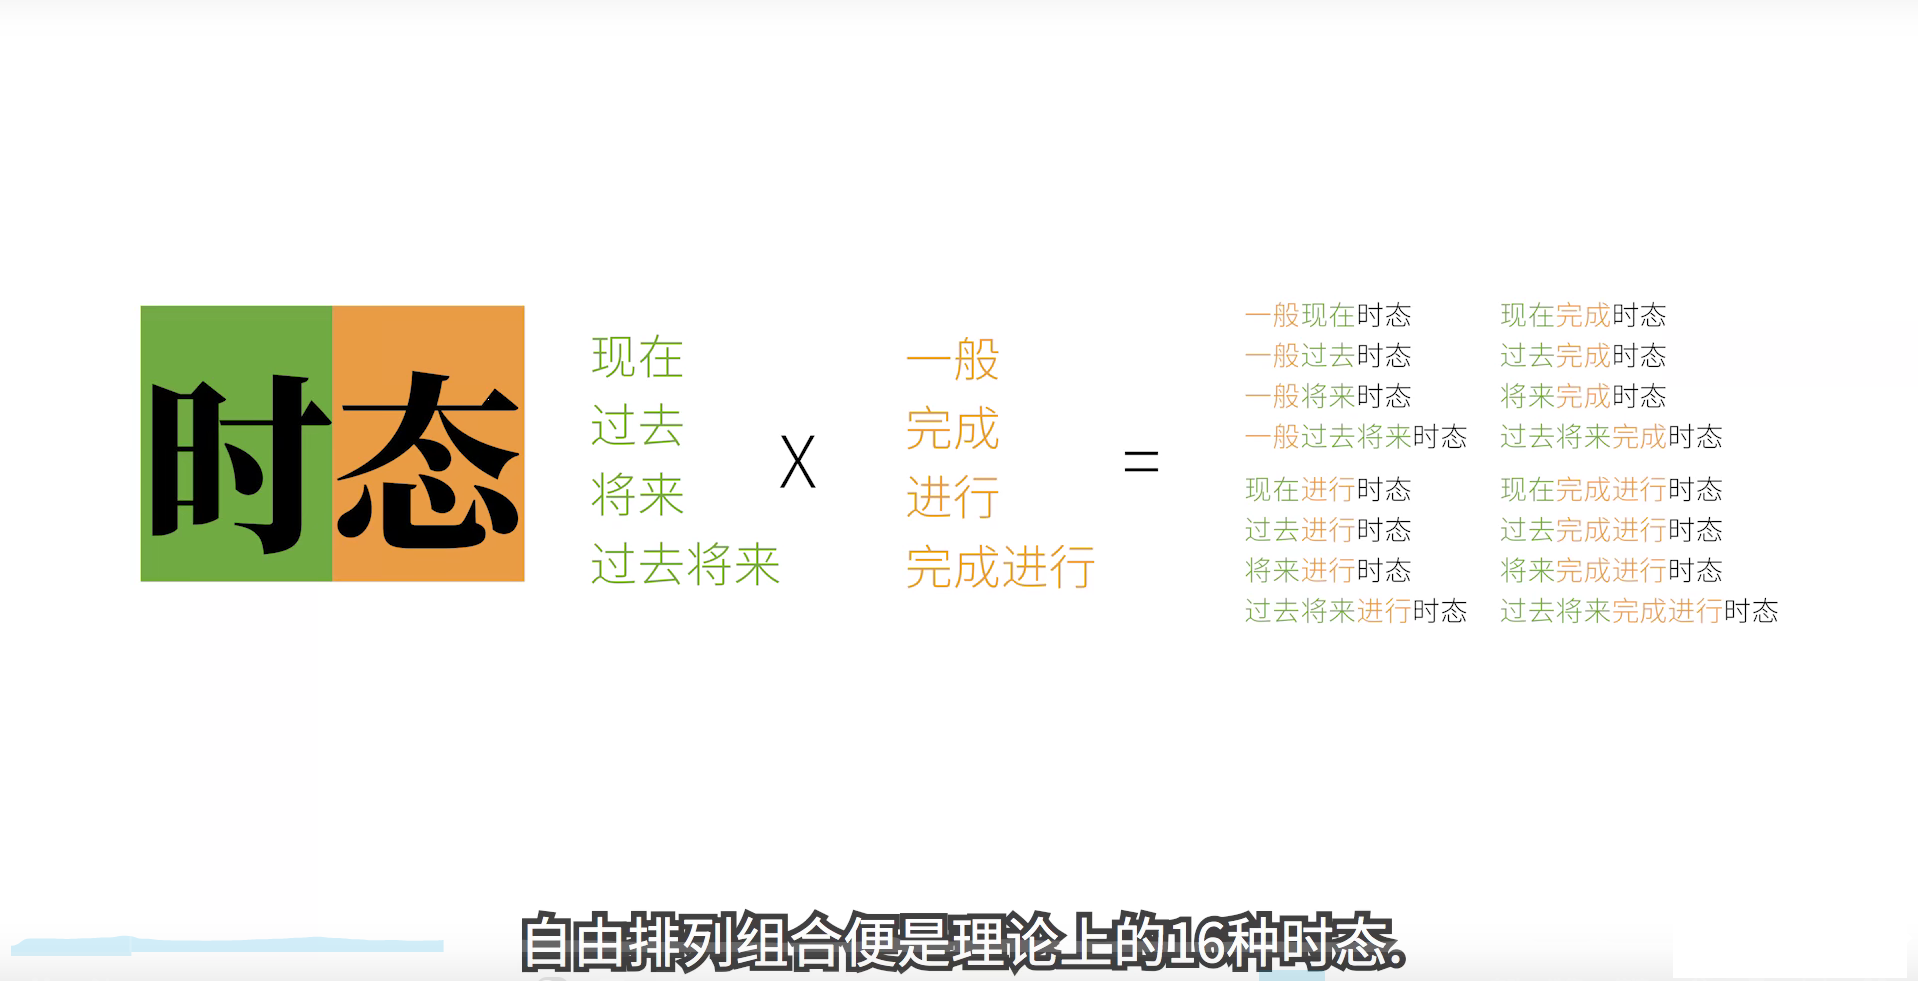 时态
现在
过去
将来
过去将来
X
一般
完成
进行
完成进行
=
一般现在时态
一般过去时态
一般将来时态
一般过去将来时态
现在完成时态
过去完成时态
将来完成时态
过去将来完成时态
现在进行时态
过去进行时态
将来进行时态
过去将来进行时态
现在完成进行时态
过去完成进行时态
将来完成进行时态
过去将来完成进行时态
自由排列组合便是理论上的16种时态.